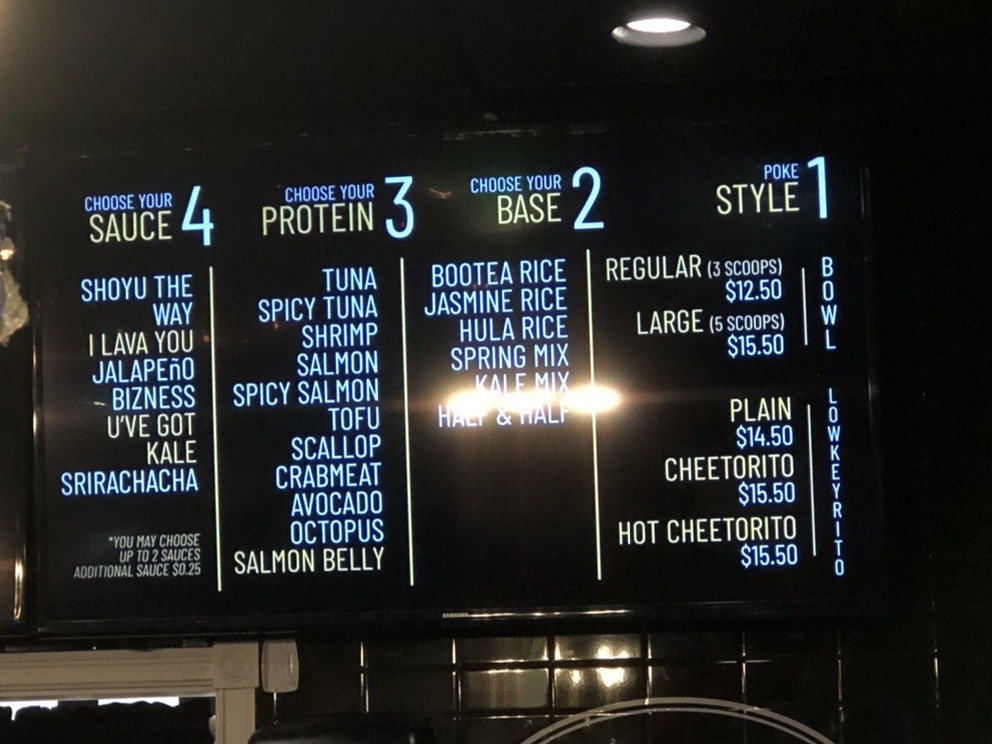 CHOOSE YOUR
SAUCE 4
SHOYU THE
WAY
I LAVA YOU
JALAPEñO
BIZNESS
U'VE GOT
KALE
SRIRACHACHA
*YOU MAY CHOOSE
UP TO 2 SAUCES
ADDITIONAL SAUCE $0.25
CHOOSE YOUR
PROTEIN 3
TUNA
SPICY TUNA
SHRIMP
SALMON
SPICY SALMON
TOFU
SCALLOP
CRABMEAT
AVOCADO
OCTOPUS
SALMON BELLY
CHOOSE YOUR
BASE 2
BOOTEA RICE
JASMINE RICE
HULA RICE
SPRING MIX
KALE MIX
HALF & HALF
POKE
STYLE 1
REGULAR (3 SCOOPS)
$12.50
LARGE (5 SCOOPS)
$15.50
BOWL
PLAIN
$14.50
CHEETORITO
$15.50
HOT CHEETORITO
$15.50
LOWKEYRITO
SAMSUNG